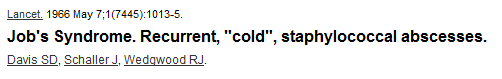 Lancet. 1966 May 7;1(7445):1013-5.
Job's Syndrome. Recurrent, "cold", staphylococcal abscesses.
Davis SD, Schaller J, Wedgwood RJ.